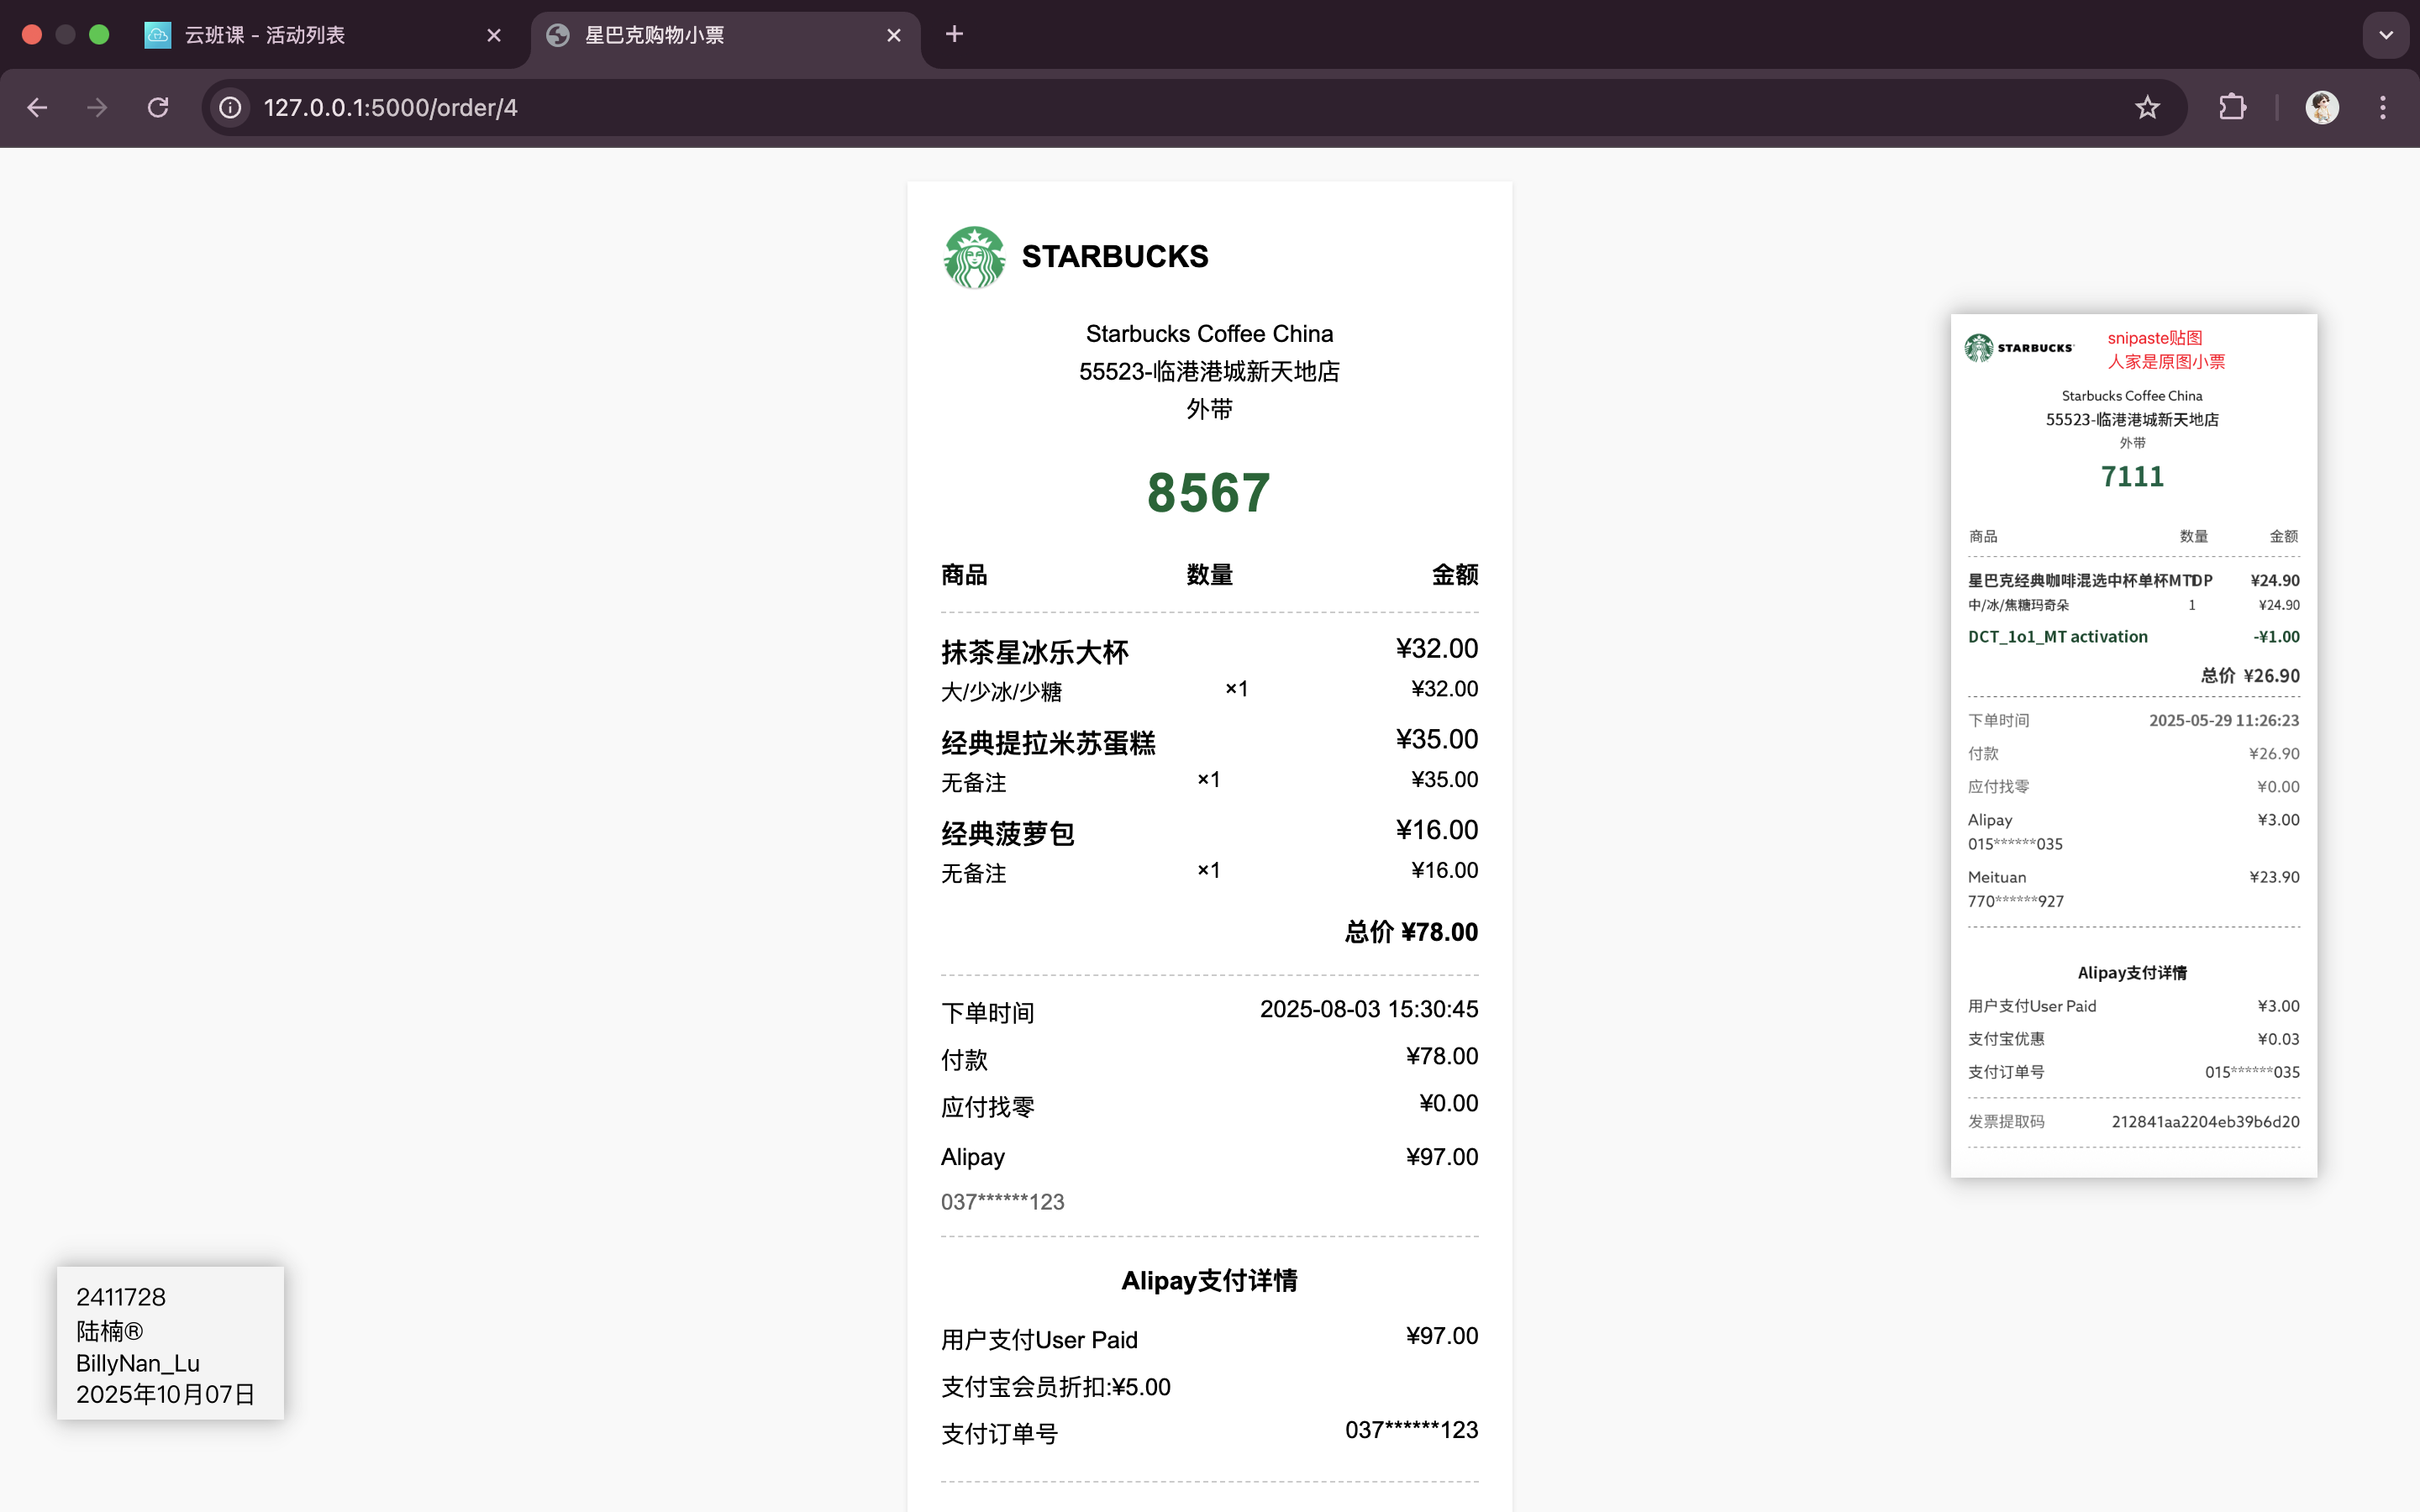 云班课 - 活动列表
星巴克购物小票
127.0.0.1:5000/order/4
STARBUCKS
Starbucks Coffee China
55523-临港港城新天地店
外带
8567
商品 数量 金额
抹茶星冰乐大杯 ¥32.00
大/少冰/少糖 ×1 ¥32.00
经典提拉米苏蛋糕 ¥35.00
无备注 ×1 ¥35.00
经典菠萝包 ¥16.00
无备注 ×1 ¥16.00
总价 ¥78.00
下单时间 2025-08-03 15:30:45
付款 ¥78.00
应付找零 ¥0.00
Alipay ¥97.00
037******123
Alipay支付详情
用户支付User Paid ¥97.00
支付宝会员折扣:¥5.00
支付订单号 037******123
STARBUCKS
snipaste贴图
人家是原图小票
Starbucks Coffee China
55523-临港港城新天地店
外带
7111
商品 数量 金额
星巴克经典咖啡混选中杯单杯MTDP ¥24.90
中/冰/焦糖玛奇朵 1 ¥24.90
DCT_1o1_MT activation -¥1.00
总价 ¥26.90
下单时间 2025-05-29 11:26:23
付款 ¥26.90
应付找零 ¥0.00
Alipay ¥3.00
015******035
Meituan ¥23.90
770******927
Alipay支付详情
用户支付User Paid ¥3.00
支付宝优惠 ¥0.03
支付订单号 015******035
发票提取码 212841aa2204eb39b6d20
2411728
陆楠®
BillyNan_Lu
2025年10月07日